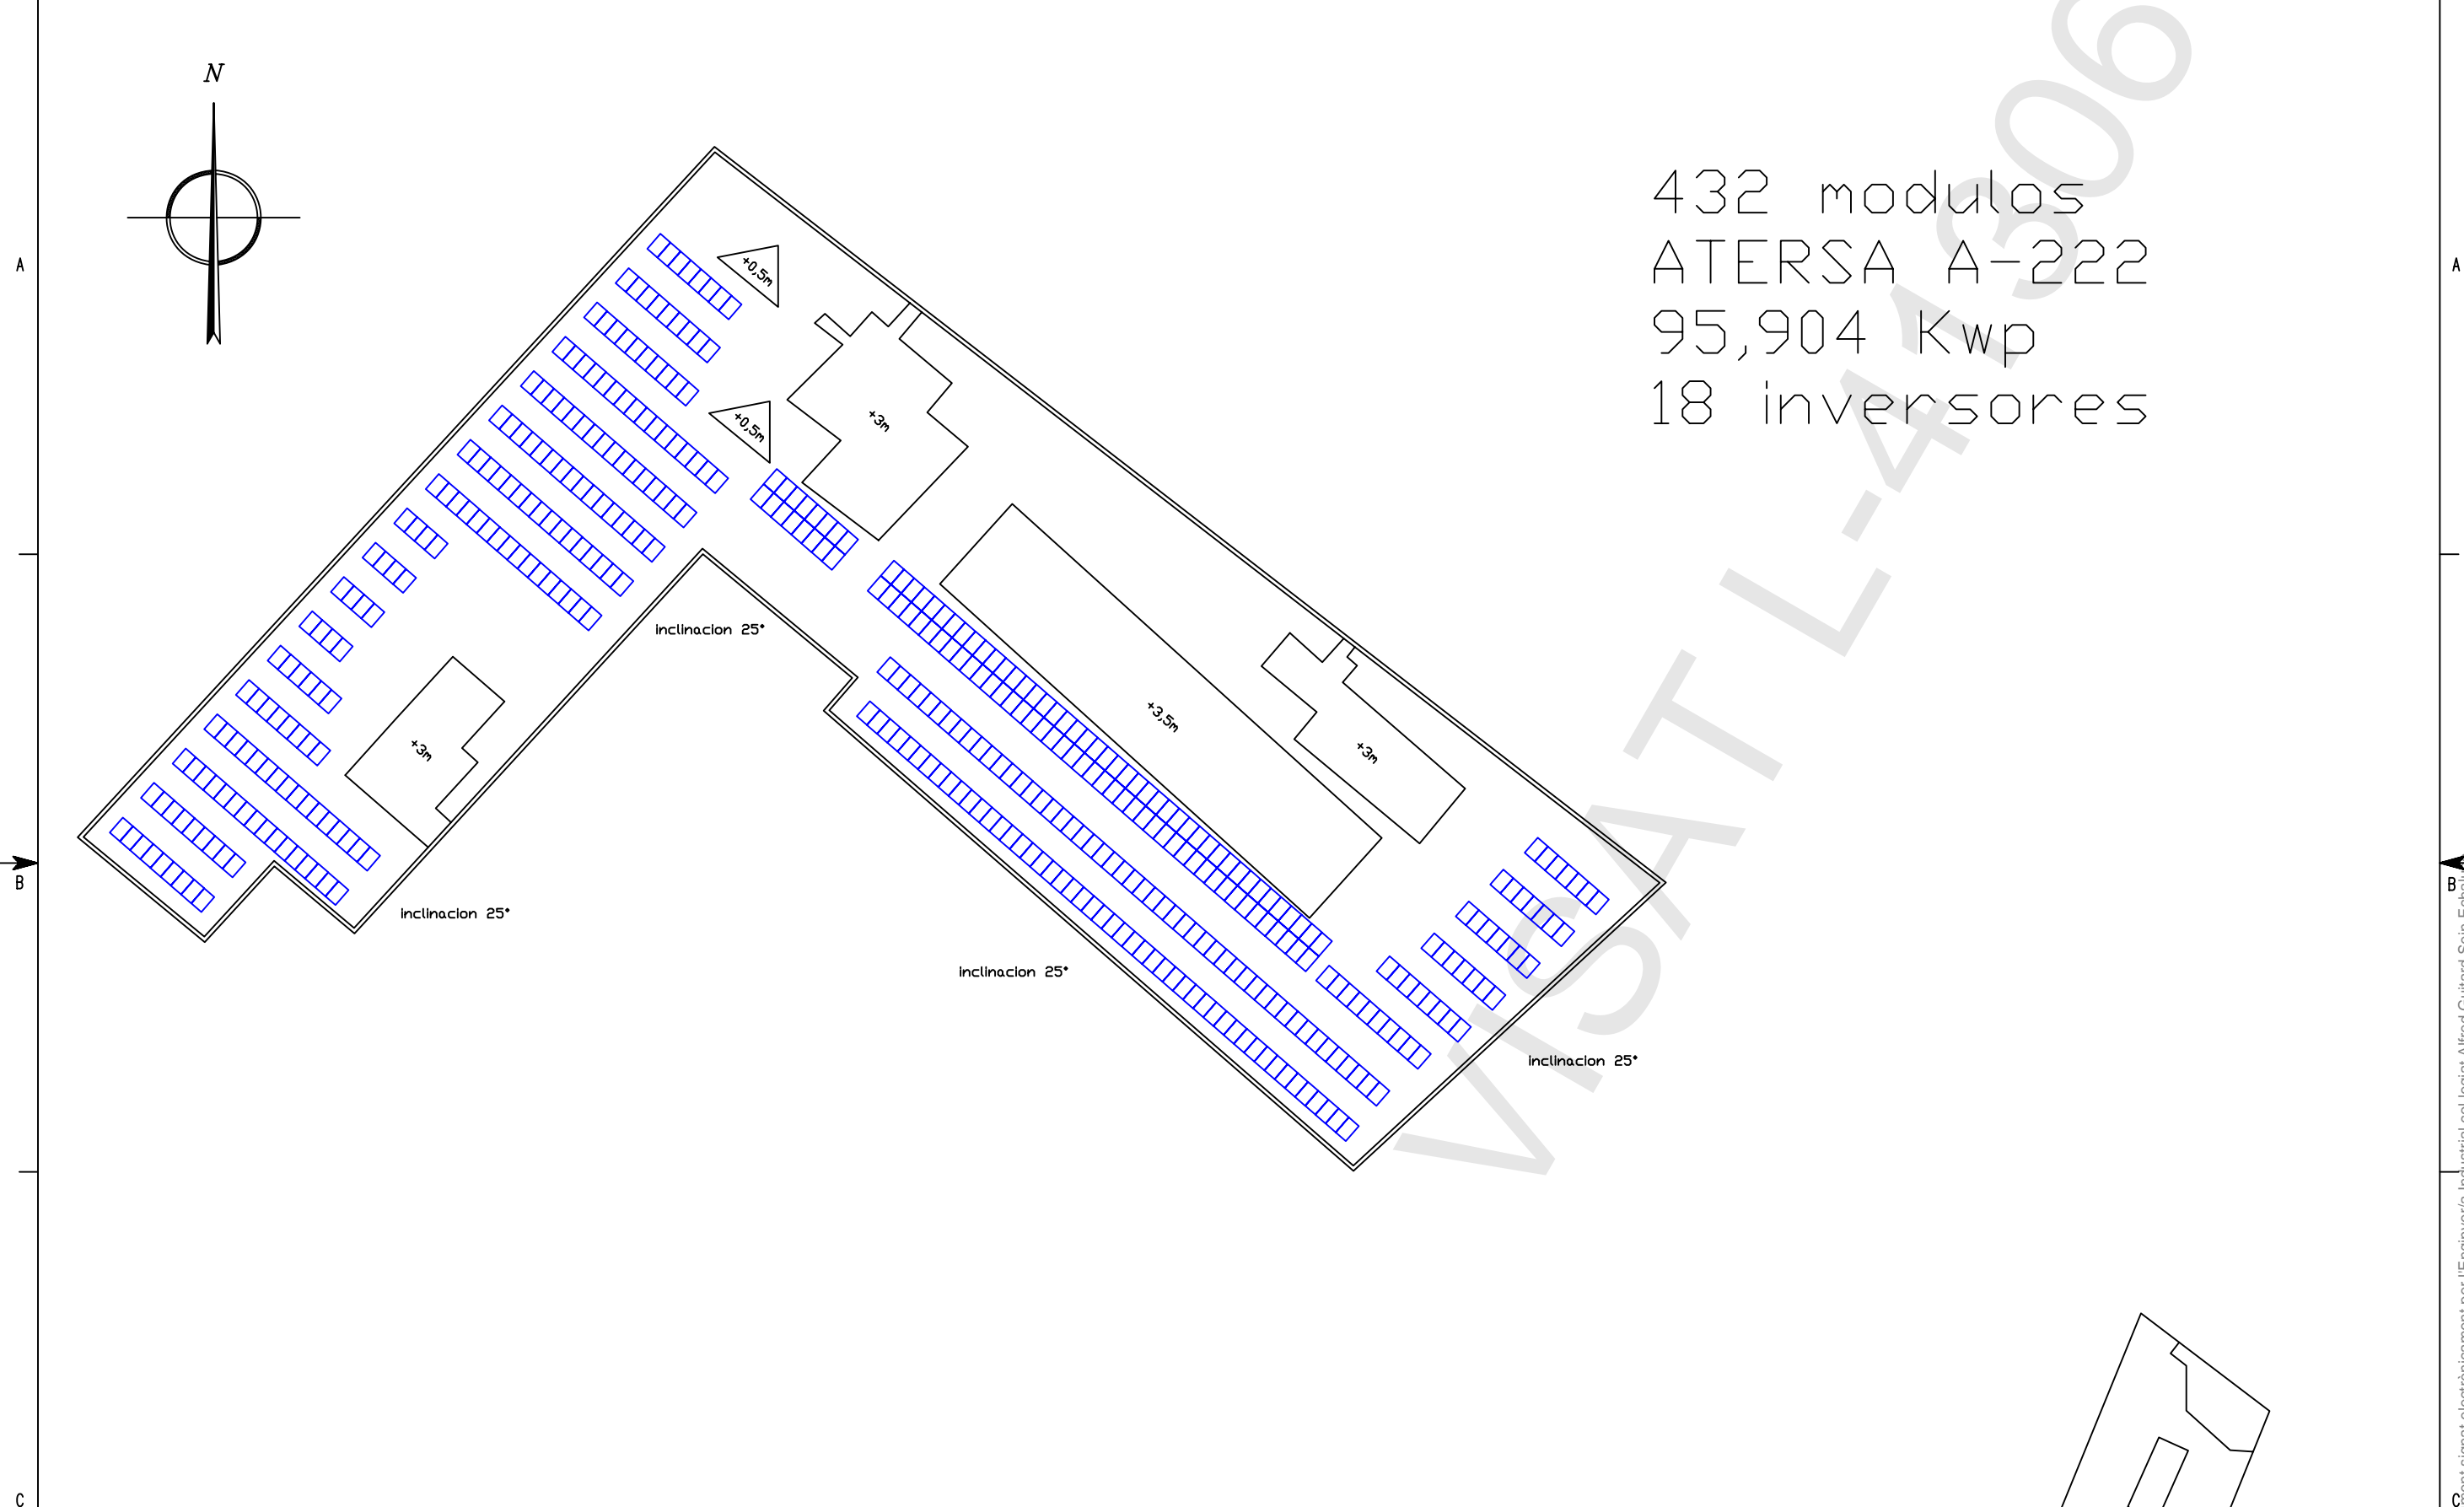 N
432 modulos
ATERSA A-222
95,904 Kwp
18 inversores
A
A
+0,5m
+0,5m
+3m
inclinacion 25°
+3,5m
+3m
+3m
B
B
inclinacion 25°
inclinacion 25°
inclinacion 25°
VISAT L-41306
C
C